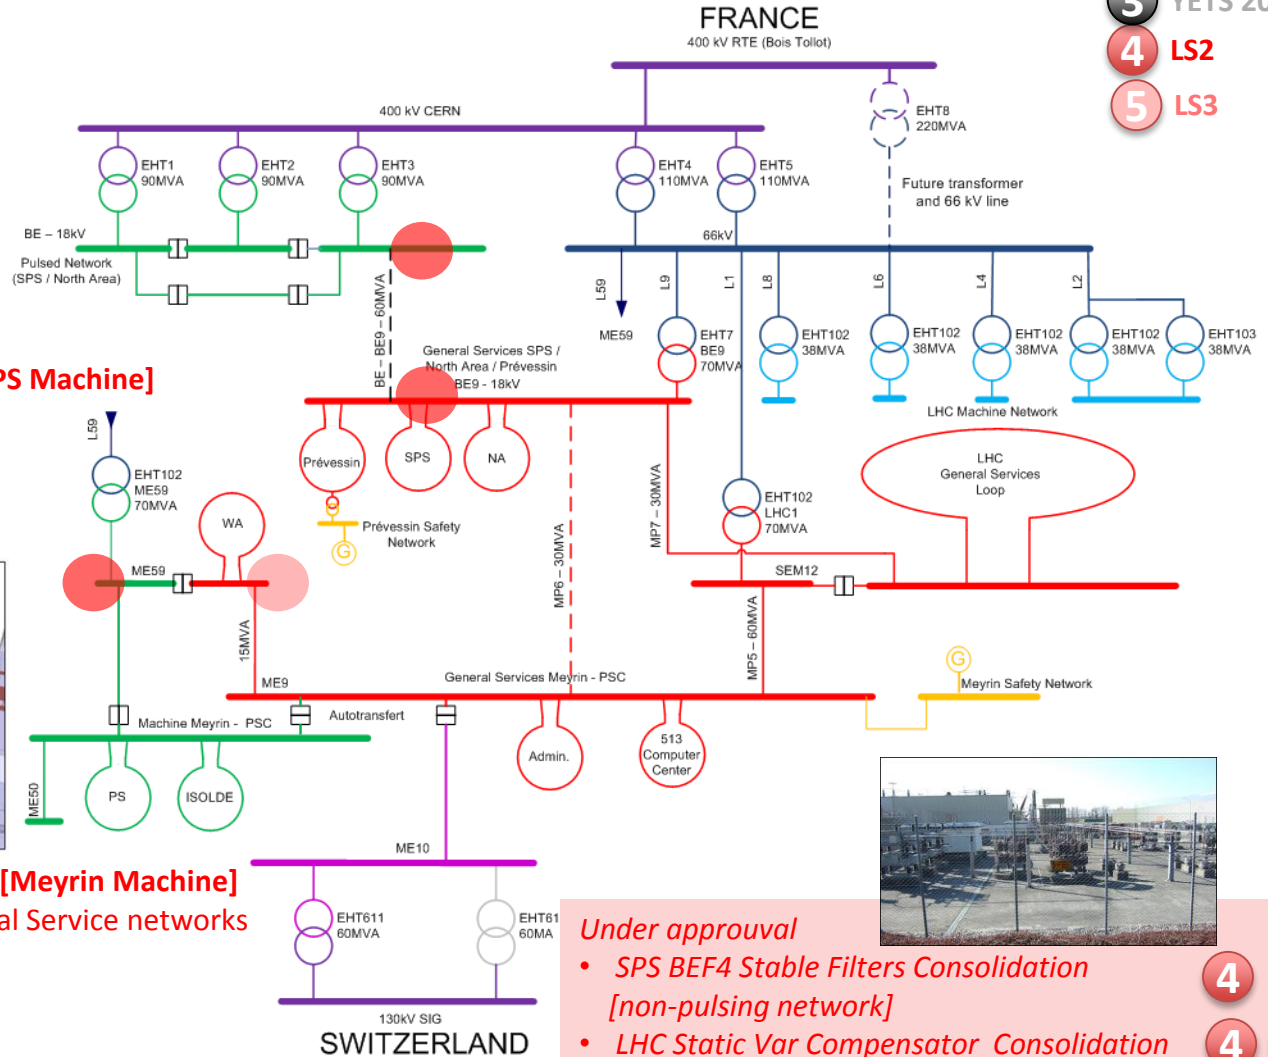 FRANCE
400 kV RTE (Bois Tollot)
3 YETS 20
4 LS2
5 LS3
400 kV CERN
EHT8
220MVA
EHT1
90MVA
EHT2
90MVA
EHT3
90MVA
EHT4
110MVA
EHT5
110MVA
Future transformer
and 66 kV line
BE – 18kV
Pulsed Network
(SPS / North Area)
66kV
L59
L9
L1
L8
L6
L4
L2
ME59
BE – BE9 – 60MVA
EHT7
BE9
70MVA
EHT102
38MVA
EHT102
38MVA
EHT102
38MVA
EHT102
38MVA
EHT103
38MVA
General Services SPS /
North Area / Prévessin
BE9 - 18kV
LHC Machine Network
PS Machine]
L59
EHT102
ME59
70MVA
WA
Prévessin
SPS
NA
LHC
General Services
Loop
Prévessin Safety
Network
G
MP6 – 30MVA
MP7 – 30MVA
EHT102
LHC1
70MVA
ME59
SEM12
15MVA
MP5 – 60MVA
ME9
General Services Meyrin - PSC
G
Meyrin Safety Network
Machine Meyrin - PSC
Autotransfert
Admin.
513
Computer
Center
ME50
PS
ISOLDE
ME10
[Meyrin Machine]
al Service networks
EHT611
60MVA
EHT61
60MA
130kV SIG
SWITZERLAND
Under approuval
• SPS BEF4 Stable Filters Consolidation
[non-pulsing network]
4
• LHC Static Var Compensator Consolidation
4